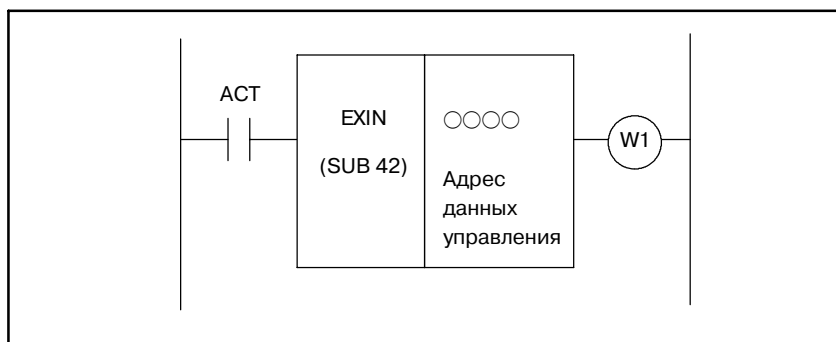 ACT
EXIN
(SUB 42)
○○○○
Адрес
данных
управления
W1